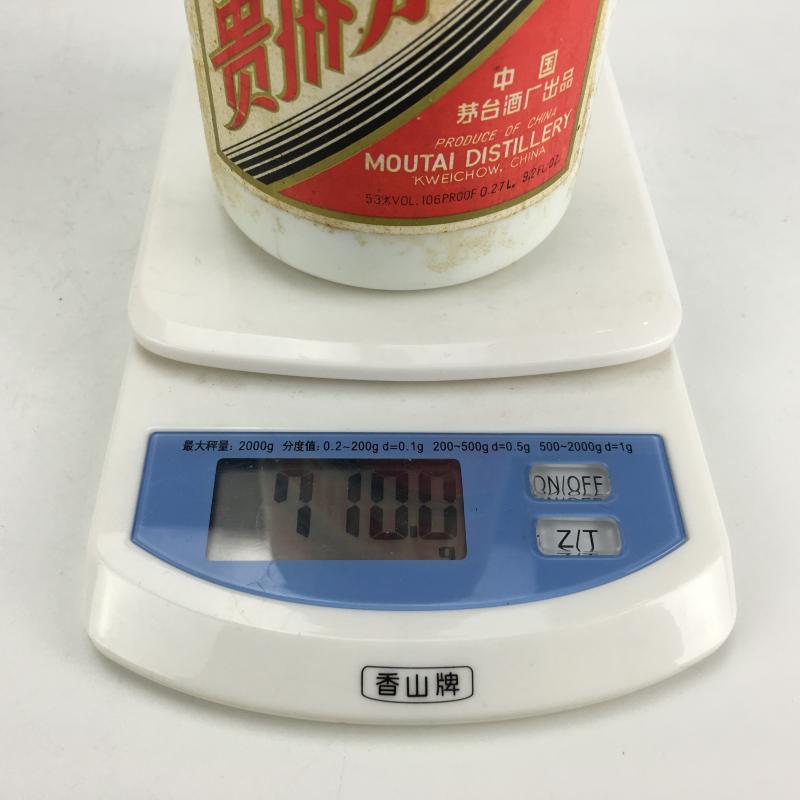 贵州
中国
茅台酒厂出品
PRODUCE OF CHINA
MOUTAI DISTILLERY
KWEICHOW, CHINA
53%VOL. 106PROOF 0.27L. 9.2FL.OZ.
最大秤量：2000g 分度值：0.2~200g d=0.1g 200~500g d=0.5g 500~2000g d=1g
710.0
g
ON/OFF
Z/T
香山牌